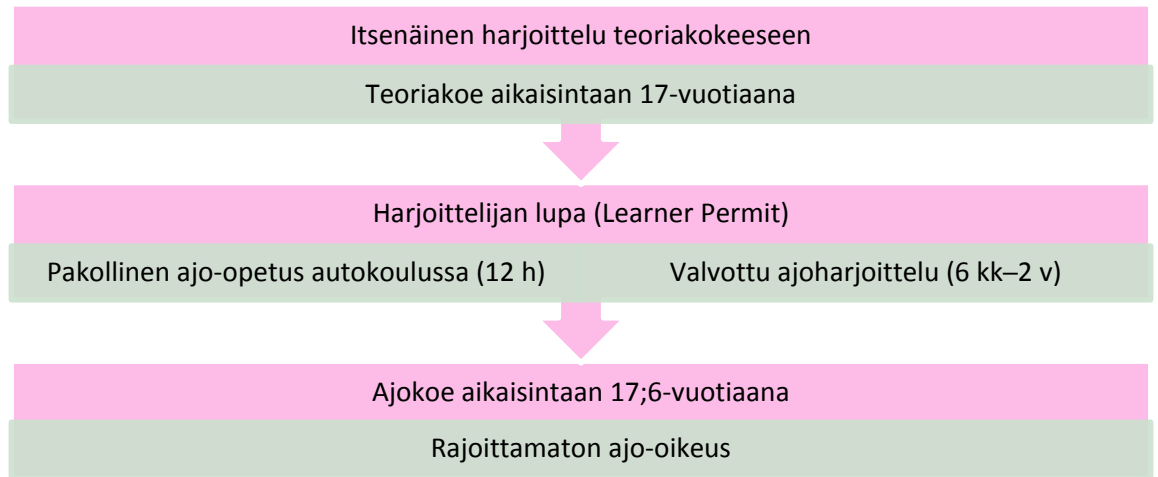 Itsenäinen harjoittelu teoriakokeeseen
Teoriakoe aikaisintaan 17-vuotiaana
Harjoittelijan lupa (Learner Permit)
Pakollinen ajo-opetus autokoulussa (12 h)
Valvottu ajoharjoittelu (6 kk–2 v)
Ajokoe aikaisintaan 17;6-vuotiaana
Rajoittamaton ajo-oikeus